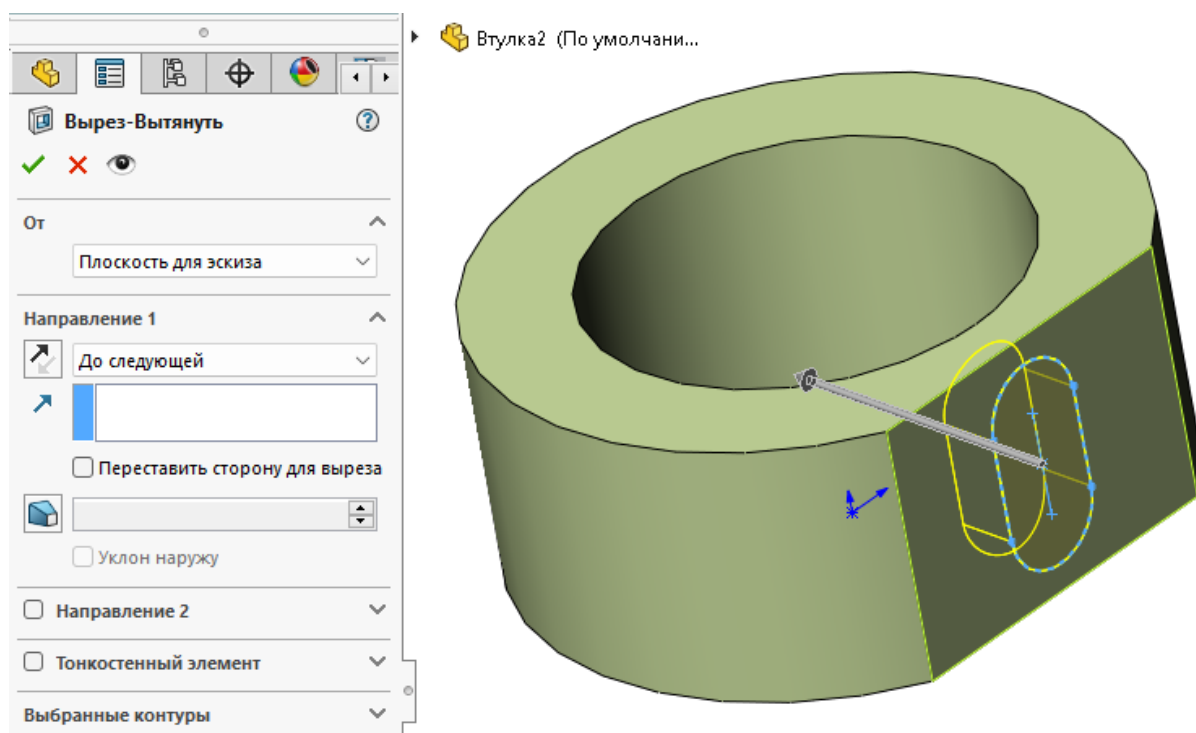 Втулка2 (По умолчани...
Вырез-Вытянуть
От
Плоскость для эскиза
Направление 1
До следующей
Переставить сторону для выреза
Уклон наружу
Направление 2
Тонкостенный элемент
Выбранные контуры